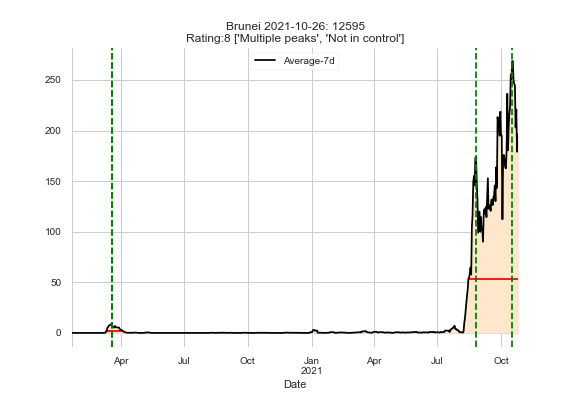 Brunei 2021-10-26: 12595
Rating:8 ['Multiple peaks', 'Not in control']
Average-7d
250
200
150
100
50
0
Apr
Jul
Oct
Jan
2021
Apr
Jul
Oct
Date